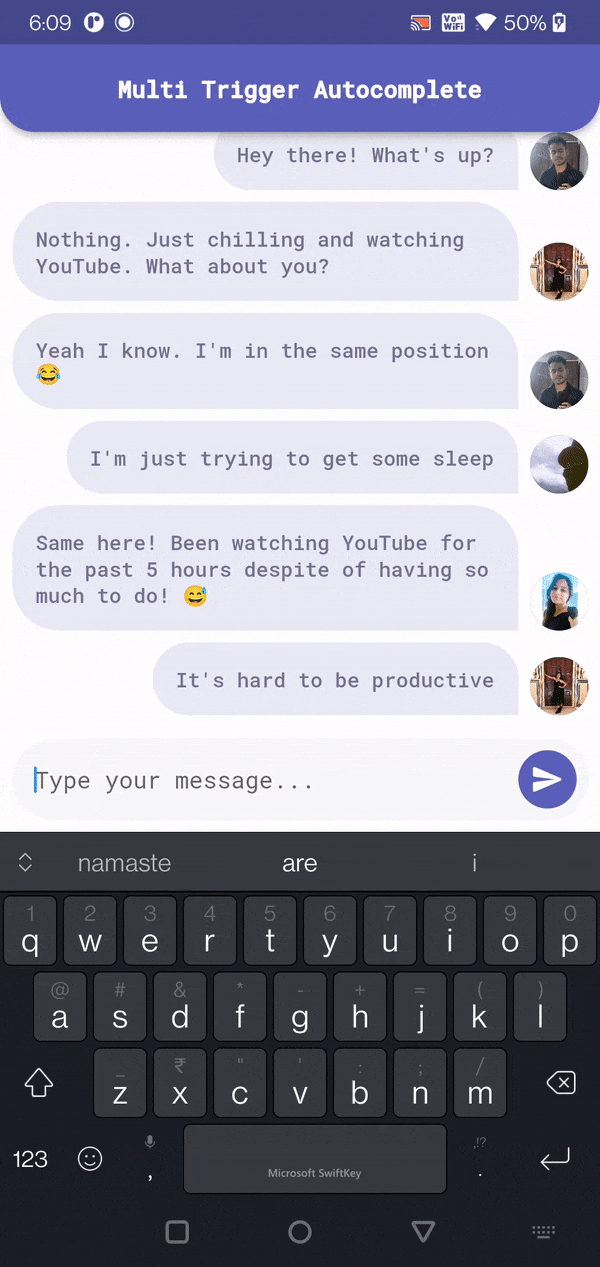 6:09 Vo WiFi 50%
Multi Trigger Autocomplete
Hey there! What's up?
Nothing. Just chilling and watching
YouTube. What about you?
Yeah I know. I'm in the same position
😂
I'm just trying to get some sleep
Same here! Been watching YouTube for
the past 5 hours despite of having so
much to do! 😅
It's hard to be productive
Type your message...
namaste are i
1 2 3 4 5 6 7 8 9 0
q w e r t y u i o p
@ # & * - + = ( )
a s d f g h j k l
_ ₹ " ' : ; /
z x c v b n m
123 , Microsoft SwiftKey ,!? .